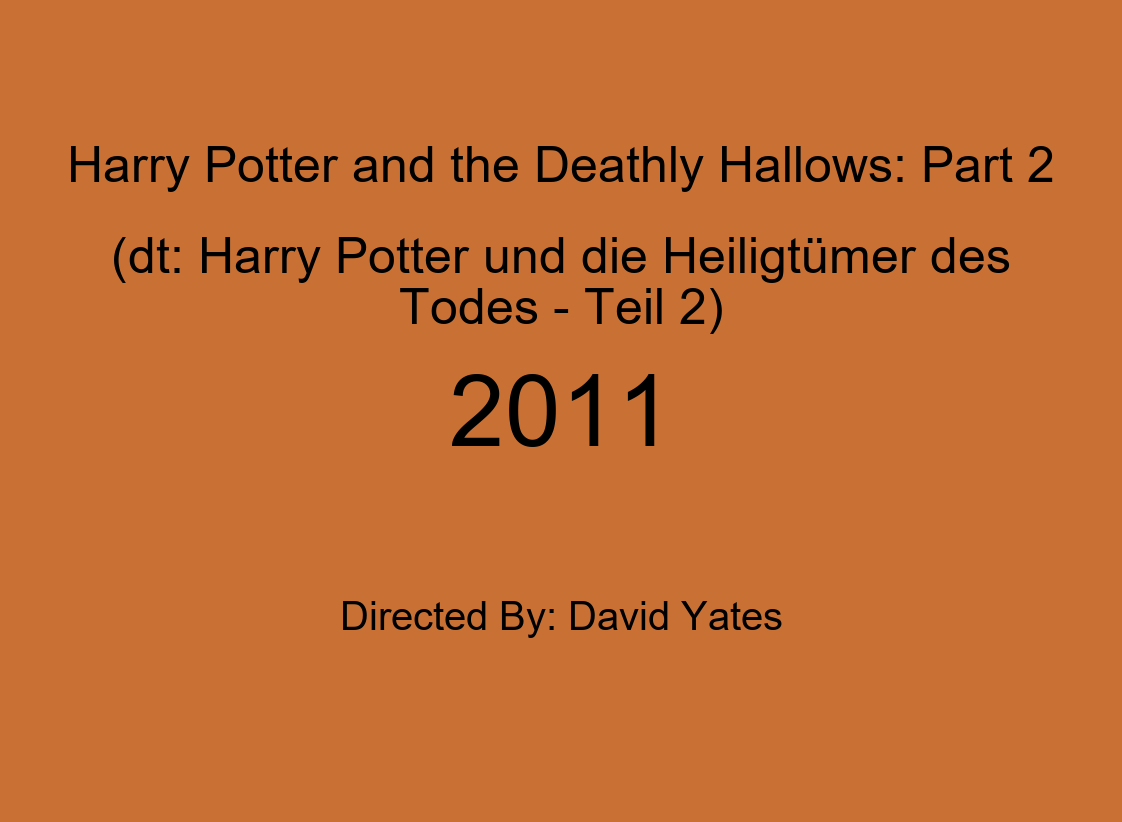 Harry Potter and the Deathly Hallows: Part 2
(dt: Harry Potter und die Heiligtümer des
Todes - Teil 2)
2011
Directed By: David Yates